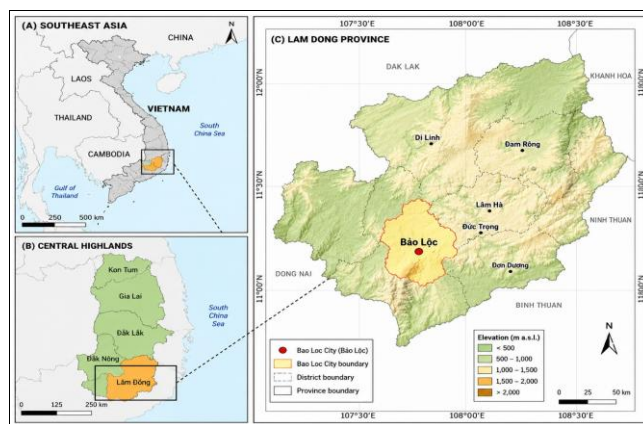 (A) SOUTHEAST ASIA
N
CHINA
LAOS
VIETNAM
THAILAND
CAMBODIA
South
China Sea
Gulf of
Thailand
0 250 500 km
(B) CENTRAL HIGHLANDS
N
Kon Tum
Gia Lai
Đắk Lắk
Đắk Nông
Lâm Đồng
South
China
Sea
0 125 250 km
(C) LAM DONG PROVINCE
107°30'E 108°00'E 108°30'E
N
DAK LAK
KHANH HOA
12°00'N
Di Linh
Đam Rông
11°30'N
Lâm Hà
Đức Trọng
NINH THUAN
Bảo Lộc
Đơn Dương
DONG NAI
11°00'N
BINH THUAN
Bao Loc City (Bảo Lộc)
Bao Loc City boundary
District boundary
Province boundary
Elevation (m a.s.l.)
< 500
500 – 1,000
1,000 – 1,500
1,500 – 2,000
> 2,000
N
0 25 50 km
107°30'E 108°00'E 108°30'E